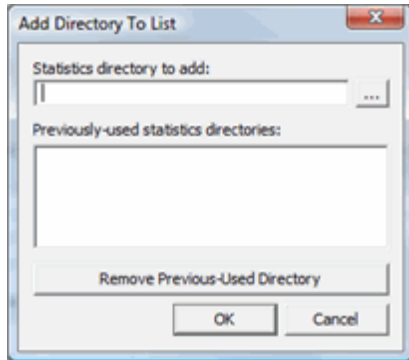 Add Directory To List
Statistics directory to add:
...
Previously-used statistics directories:
Remove Previous-Used Directory
OK Cancel